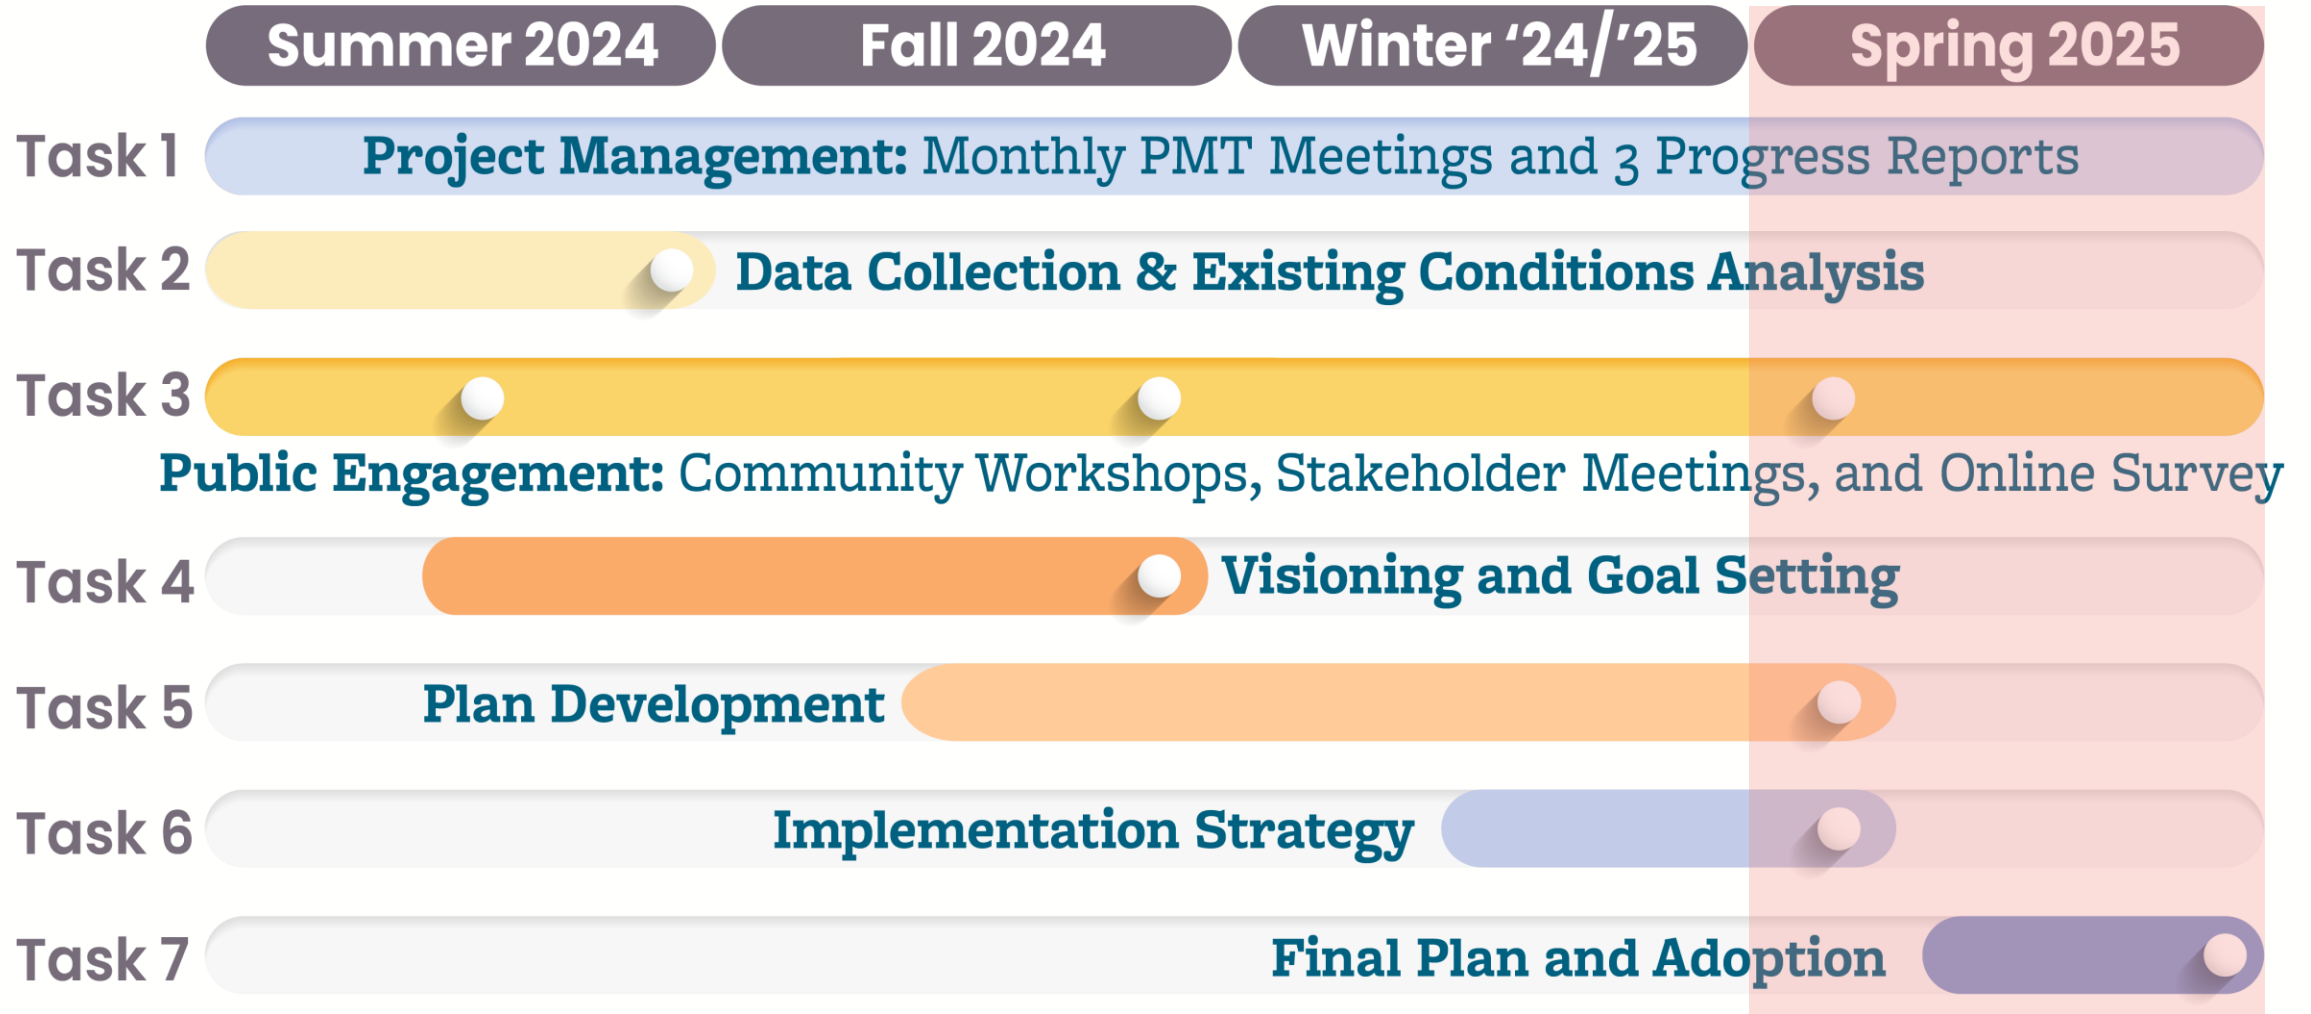 Summer 2024 Fall 2024 Winter ‘24/’25 Spring 2025
Task 1 Project Management: Monthly PMT Meetings and 3 Progress Reports
Task 2 Data Collection & Existing Conditions Analysis
Task 3
Public Engagement: Community Workshops, Stakeholder Meetings, and Online Survey
Task 4 Visioning and Goal Setting
Task 5 Plan Development
Task 6 Implementation Strategy
Task 7 Final Plan and Adoption